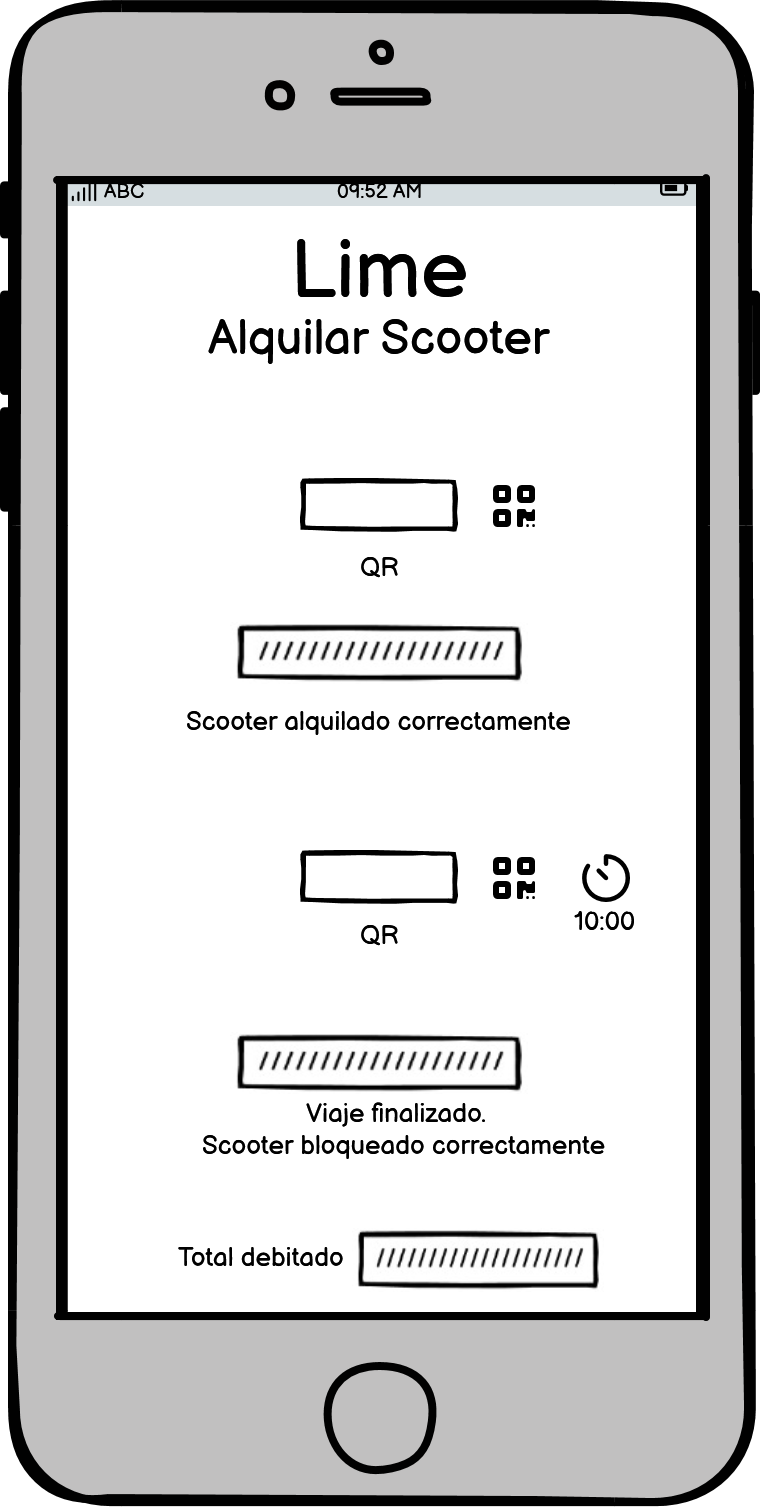 ABC 09:52 AM
Lime
Alquilar Scooter
QR
Scooter alquilado correctamente
10:00
QR
Viaje finalizado.
Scooter bloqueado correctamente
Total debitado